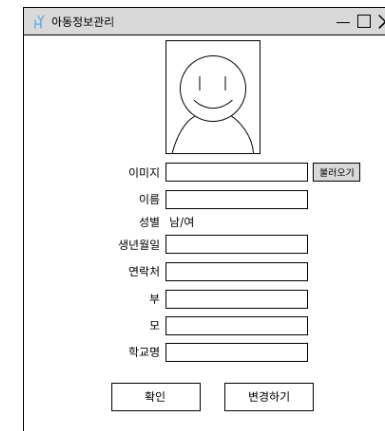 아동정보관리
이미지 불러오기
이름
성별 남/여
생년월일
연락처
부
모
학교명
확인 변경하기